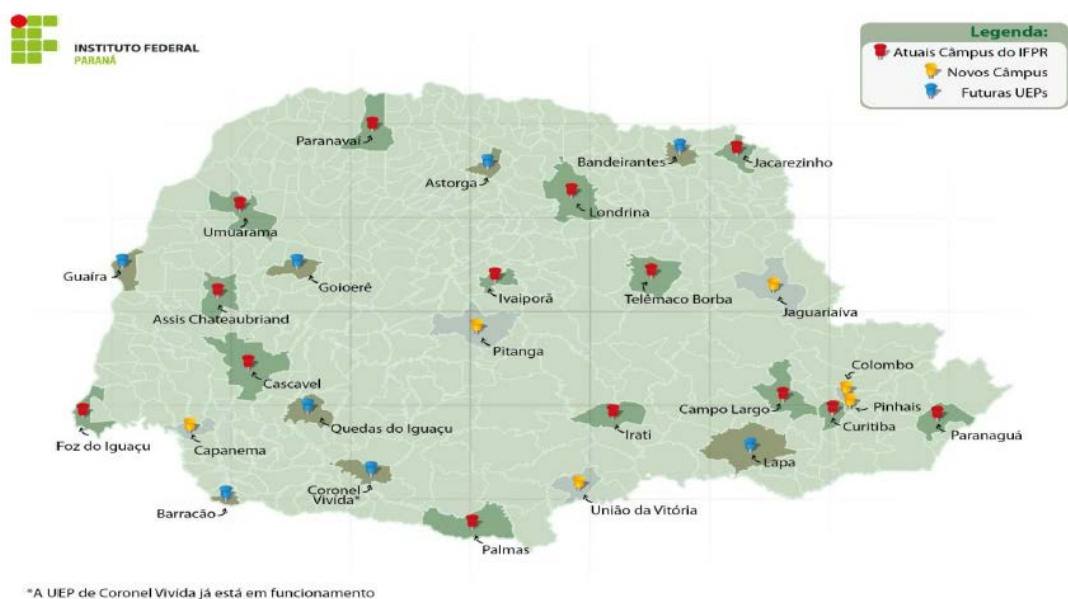 INSTITUTO FEDERAL
PARANÁ
Legenda:
Atuais Câmpus do IFPR
Novos Câmpus
Futuras UEPs
Paranavaí
Astorga
Bandeirantes
Jacarezinho
Londrina
Umuarama
Guaíra
Goioerê
Ivaiporã
Telêmaco Borba
Jaguariaíva
Assis Chateaubriand
Pitanga
Colombo
Cascavel
Pinhais
Campo Largo
Curitiba
Paranaguá
Quedas do Iguaçu
Irati
Foz do Iguaçu
Capanema
Lapa
Coronel
Vivida*
União da Vitória
Barracão
Palmas
*A UEP de Coronel Vivida já está em funcionamento